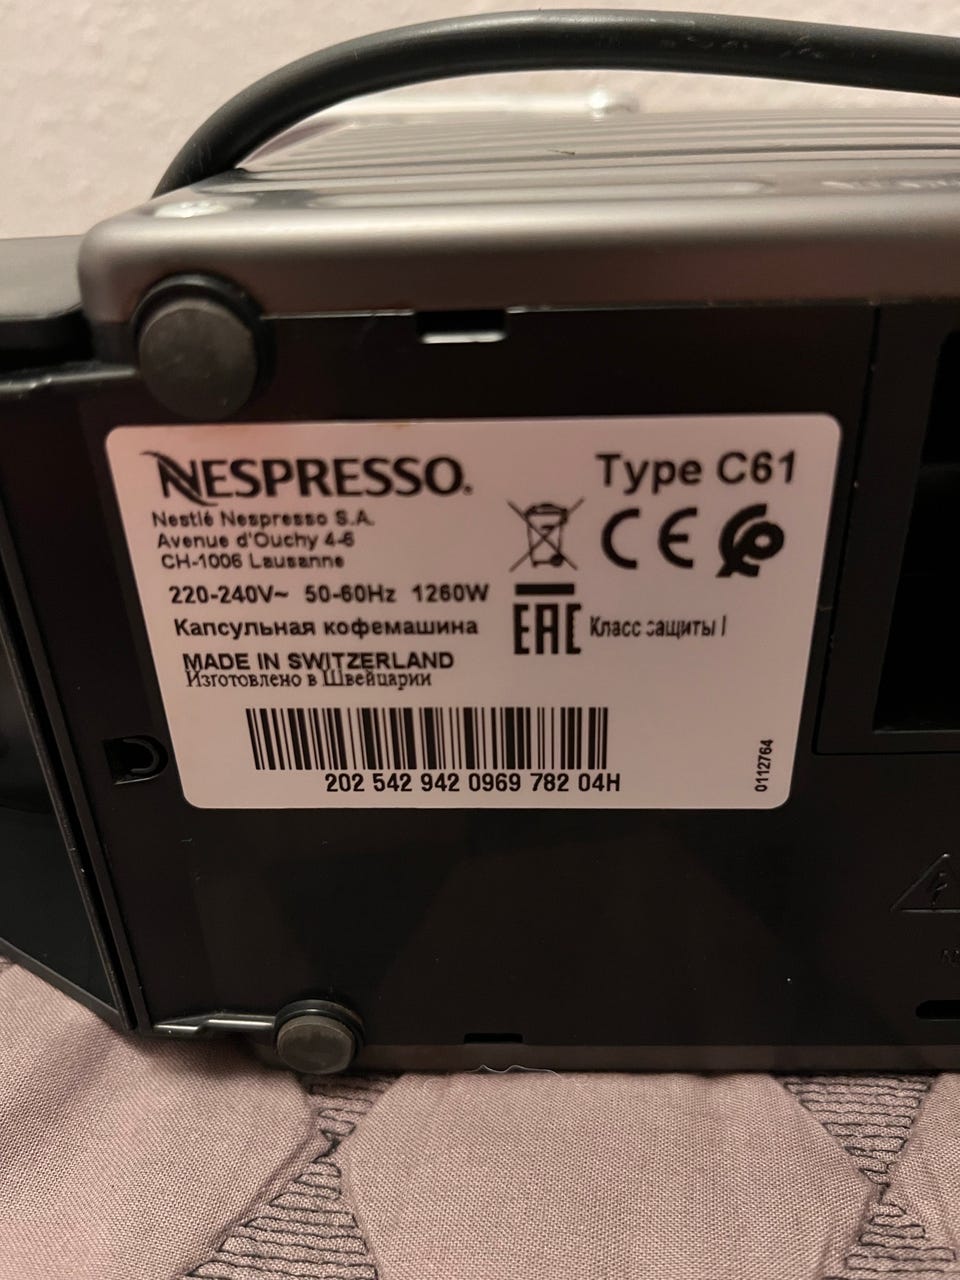 NESPRESSO.
Type C61
Nestlé Nespresso S.A.
Avenue d'Ouchy 4-6
CH-1006 Lausanne
CE
220-240V~ 50-60Hz 1260W
Капсульная кофемашина
EAC Класс защиты I
MADE IN SWITZERLAND
Изготовлено в Швейцарии
202 542 942 0969 782 04H
0112764